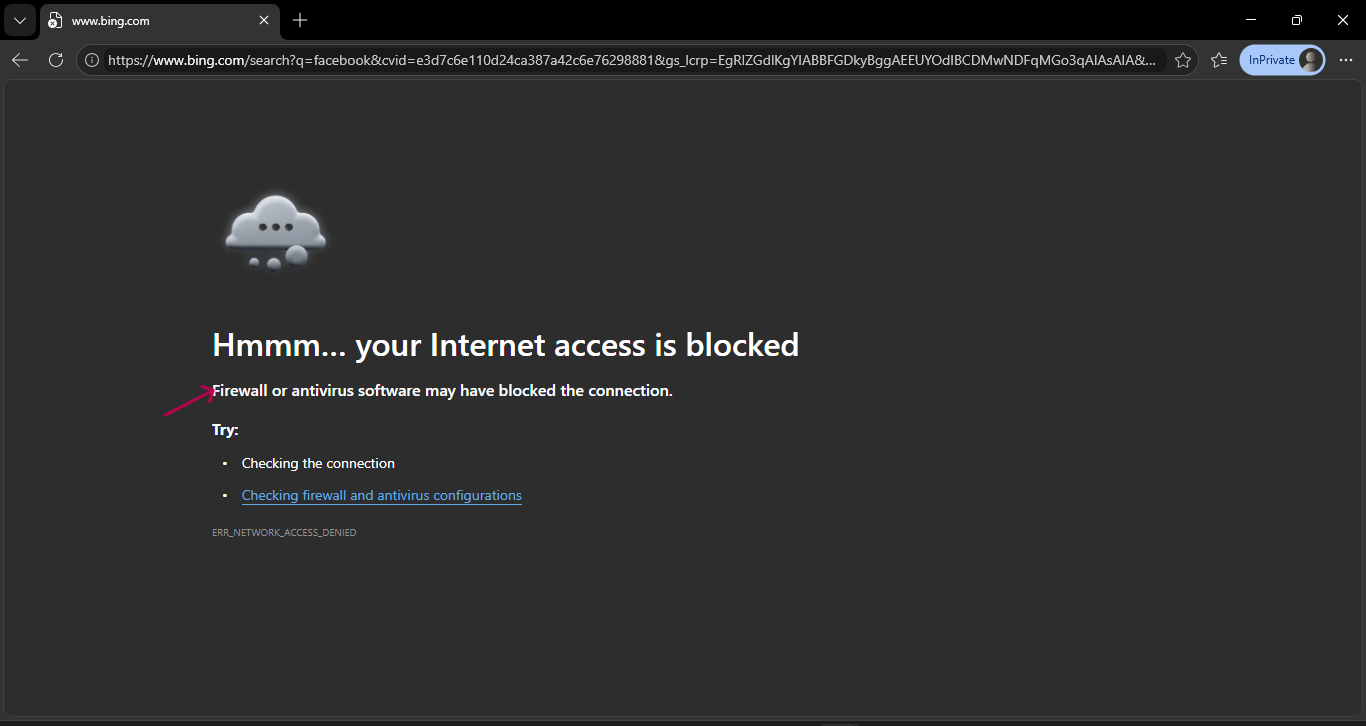 www.bing.com
https://www.bing.com/search?q=facebook&cvid=e3d7c6e110d24ca387a42c6e76298881&gs_lcrp=EgRlZGdlKgYIABBFGDkyBggAEEUYOdIBCDMwNDFqMGo3qAIAsAIA&...
InPrivate
Hmmm... your Internet access is blocked
Firewall or antivirus software may have blocked the connection.
Try:
• Checking the connection
• Checking firewall and antivirus configurations
ERR_NETWORK_ACCESS_DENIED